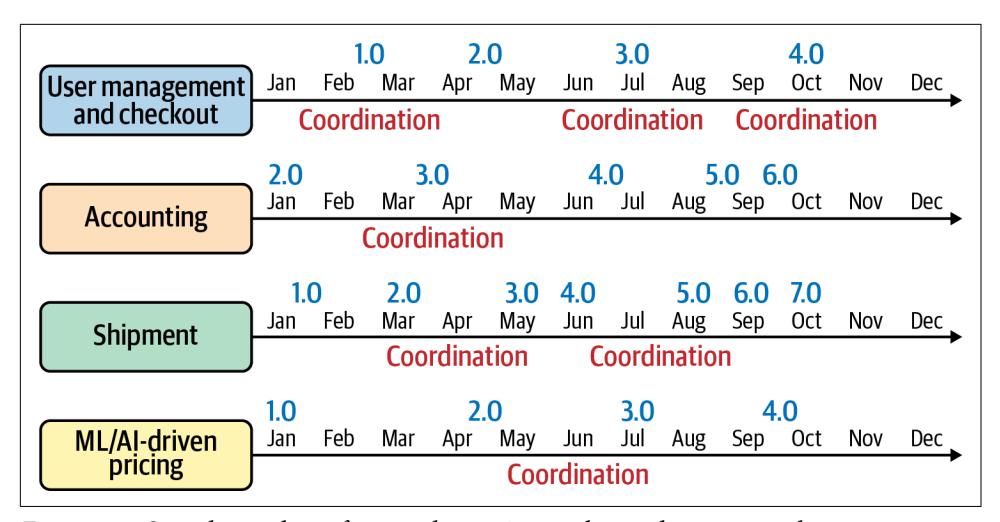 1.0 2.0 3.0 4.0
User management
and checkout
Jan Feb Mar Apr May Jun Jul Aug Sep Oct Nov Dec
Coordination Coordination Coordination
2.0 3.0 4.0 5.0 6.0
Accounting
Jan Feb Mar Apr May Jun Jul Aug Sep Oct Nov Dec
Coordination
1.0 2.0 3.0 4.0 5.0 6.0 7.0
Shipment
Jan Feb Mar Apr May Jun Jul Aug Sep Oct Nov Dec
Coordination Coordination
1.0 2.0 3.0 4.0
ML/AI-driven
pricing
Jan Feb Mar Apr May Jun Jul Aug Sep Oct Nov Dec
Coordination